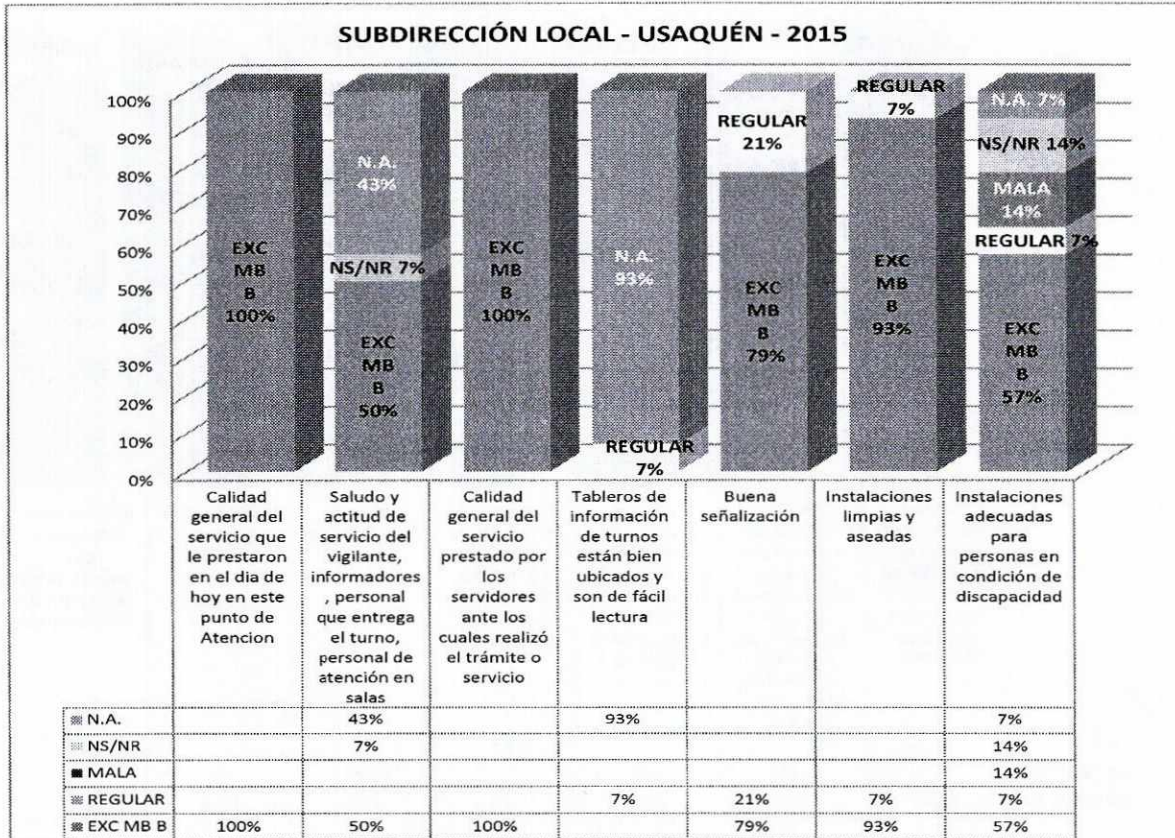 SUBDIRECCIÓN LOCAL - USAQUÉN - 2015
100%
90%
80%
70%
60%
50%
40%
30%
20%
10%
0%
EXC
MB
B
100%
N.A.
43%
NS/NR 7%
EXC
MB
B
50%
EXC
MB
B
100%
N.A.
93%
REGULAR
7%
REGULAR
21%
EXC
MB
B
79%
REGULAR
7%
EXC
MB
B
93%
N.A. 7%
NS/NR 14%
MALA
14%
REGULAR 7%
EXC
MB
B
57%
Calidad
general del
servicio que
le prestaron
en el dia de
hoy en este
punto de
Atencion
Saludo y
actitud de
servicio del
vigilante,
informadores
, personal
que entrega
el turno,
personal de
atención en
salas
Calidad
general del
servicio
prestado por
los
servidores
ante los
cuales realizó
el trámite o
servicio
Tableros de
información
de turnos
están bien
ubicados y
son de fácil
lectura
Buena
señalización
Instalaciones
limpias y
aseadas
Instalaciones
adecuadas
para
personas en
condición de
discapacidad
N.A. 43% 93% 7%
NS/NR 7% 14%
MALA 14%
REGULAR 7% 21% 7% 7%
EXC MB B 100% 50% 100% 79% 93% 57%